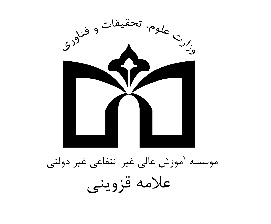 وزارت علوم، تحقیقات و فناوری
موسسه آموزش عالی غیر انتفاعی غیر دولتی
علامه قزوینی